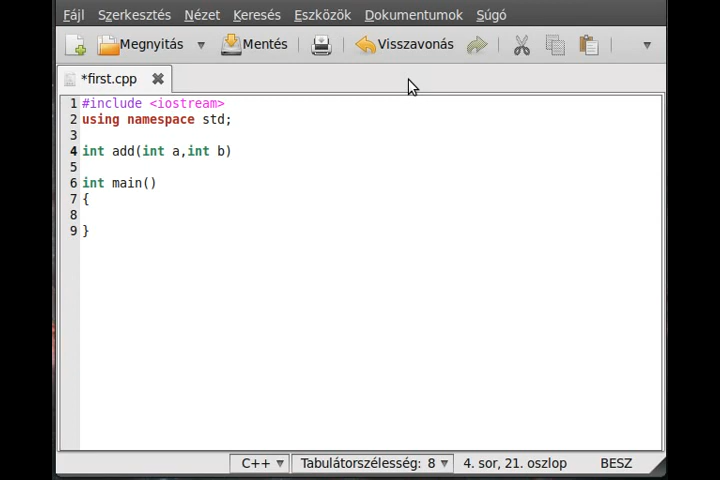 Fájl Szerkesztés Nézet Keresés Eszközök Dokumentumok Súgó
Megnyitás Mentés Visszavonás
*first.cpp
1 #include <iostream>
2 using namespace std;
3
4 int add(int a,int b)
5
6 int main()
7 {
8
9 }
C++ Tabulátorszélesség: 8 4. sor, 21. oszlop BESZ